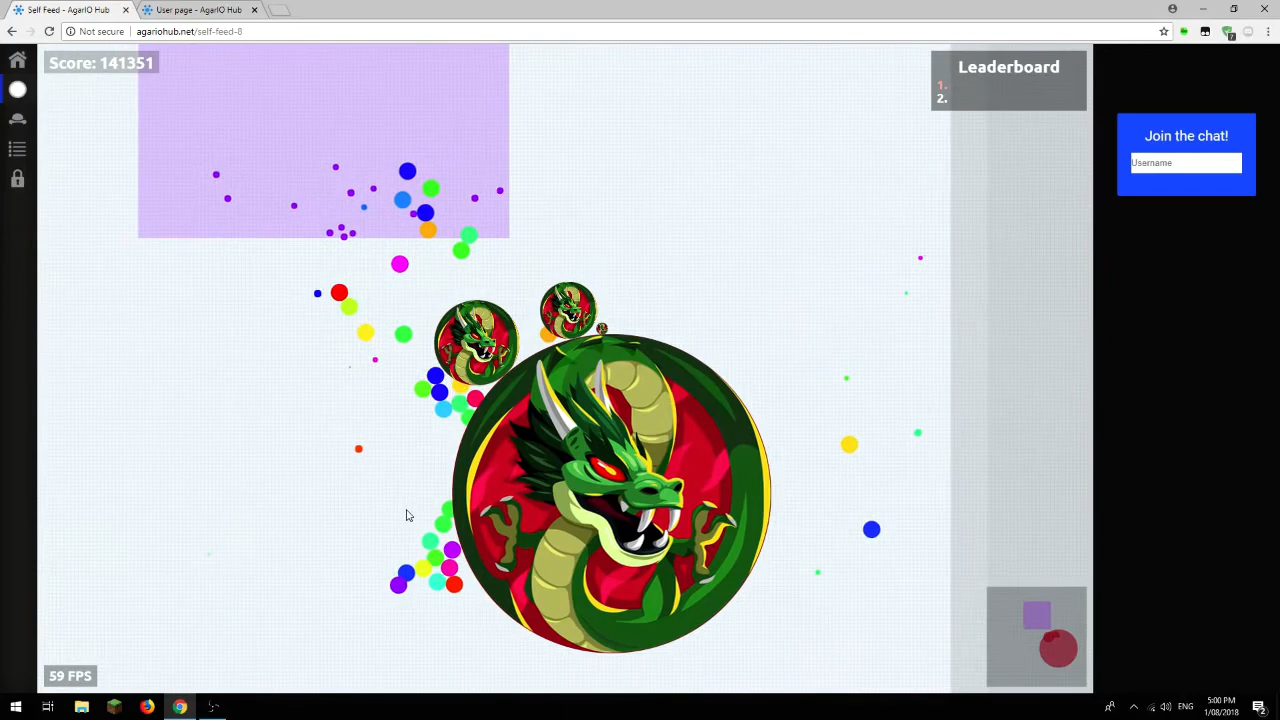 Self Feed - AgarIO Hub
User page - AgarIO Hub
Not secure
agariohub.net/self-feed-8
Score: 141351
Leaderboard
1.
2.
Join the chat!
Username
59 FPS
ENG
5:00 PM
1/08/2018
2